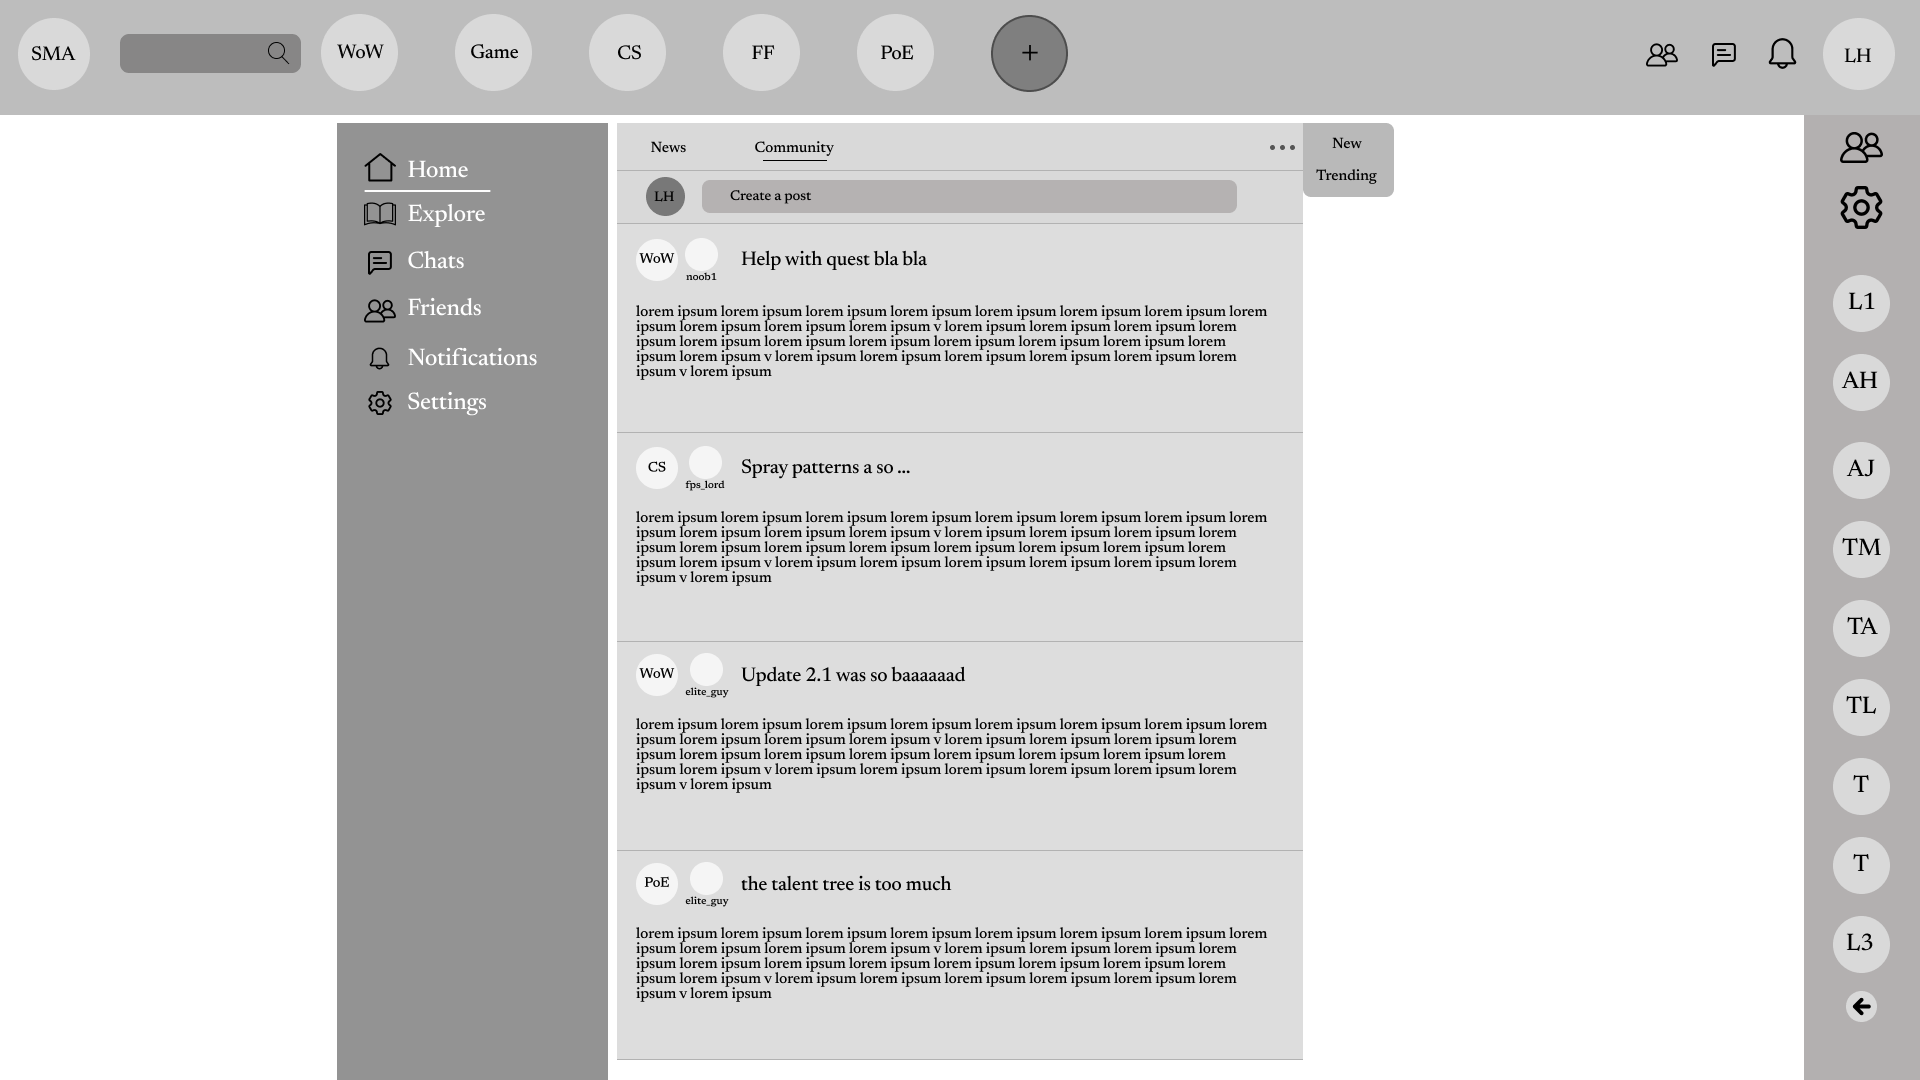 SMA
WoW
Game
CS
FF
PoE
+
LH
Home
Explore
Chats
Friends
Notifications
Settings
News
Community
New
Trending
LH
Create a post
WoW
noob1
Help with quest bla bla
lorem ipsum lorem ipsum lorem ipsum lorem ipsum lorem ipsum lorem ipsum lorem ipsum lorem
ipsum lorem ipsum lorem ipsum lorem ipsum v lorem ipsum lorem ipsum lorem ipsum lorem
ipsum lorem ipsum lorem ipsum lorem ipsum lorem ipsum lorem ipsum lorem ipsum lorem
ipsum lorem ipsum v lorem ipsum lorem ipsum lorem ipsum lorem ipsum lorem ipsum lorem
ipsum v lorem ipsum
CS
fps_lord
Spray patterns a so ...
lorem ipsum lorem ipsum lorem ipsum lorem ipsum lorem ipsum lorem ipsum lorem ipsum lorem
ipsum lorem ipsum lorem ipsum lorem ipsum v lorem ipsum lorem ipsum lorem ipsum lorem
ipsum lorem ipsum lorem ipsum lorem ipsum lorem ipsum lorem ipsum lorem ipsum lorem
ipsum lorem ipsum v lorem ipsum lorem ipsum lorem ipsum lorem ipsum lorem ipsum lorem
ipsum v lorem ipsum
WoW
elite_guy
Update 2.1 was so baaaaaad
lorem ipsum lorem ipsum lorem ipsum lorem ipsum lorem ipsum lorem ipsum lorem ipsum lorem
ipsum lorem ipsum lorem ipsum lorem ipsum v lorem ipsum lorem ipsum lorem ipsum lorem
ipsum lorem ipsum lorem ipsum lorem ipsum lorem ipsum lorem ipsum lorem ipsum lorem
ipsum lorem ipsum v lorem ipsum lorem ipsum lorem ipsum lorem ipsum lorem ipsum lorem
ipsum v lorem ipsum
PoE
elite_guy
the talent tree is too much
lorem ipsum lorem ipsum lorem ipsum lorem ipsum lorem ipsum lorem ipsum lorem ipsum lorem
ipsum lorem ipsum lorem ipsum lorem ipsum v lorem ipsum lorem ipsum lorem ipsum lorem
ipsum lorem ipsum lorem ipsum lorem ipsum lorem ipsum lorem ipsum lorem ipsum lorem
ipsum lorem ipsum v lorem ipsum lorem ipsum lorem ipsum lorem ipsum lorem ipsum lorem
ipsum v lorem ipsum
L1
AH
AJ
TM
TA
TL
T
T
L3